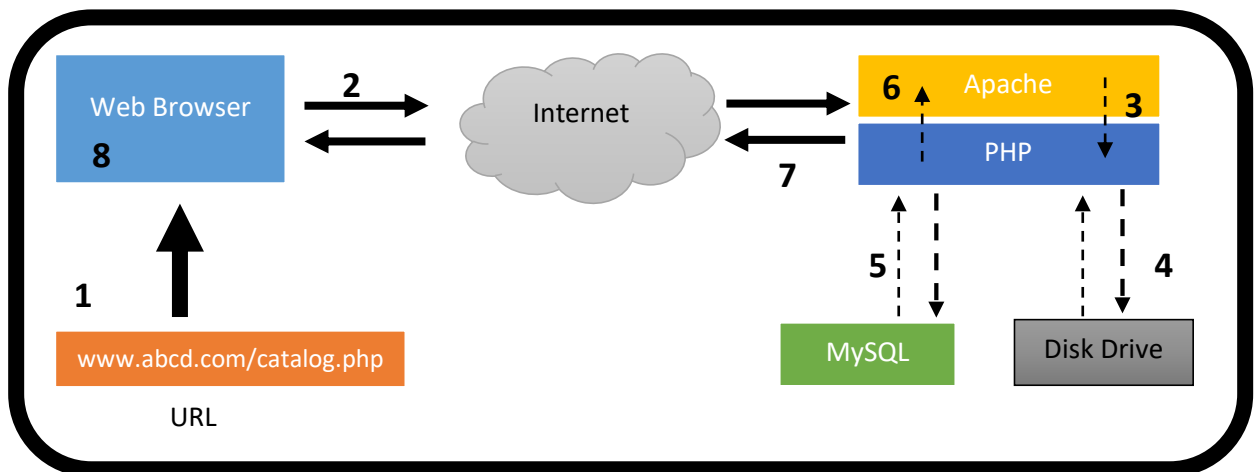 2
6
Apache
Web Browser
Internet
3
8
PHP
7
5
4
1
www.abcd.com/catalog.php
MySQL
Disk Drive
URL